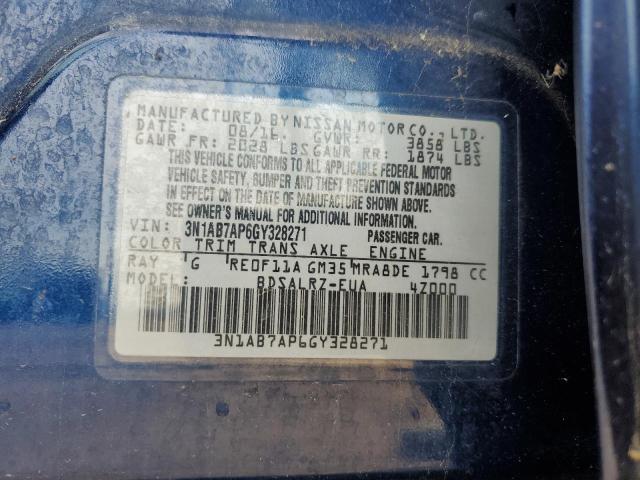 MANUFACTURED BY NISSAN MOTOR CO., LTD.
DATE: 08/16 GVWR: 3858 LBS
GAWR FR: 2028 LBS GAWR RR: 1874 LBS
THIS VEHICLE CONFORMS TO ALL APPLICABLE FEDERAL MOTOR
VEHICLE SAFETY, BUMPER AND THEFT PREVENTION STANDARDS
IN EFFECT ON THE DATE OF MANUFACTURE SHOWN ABOVE.
SEE OWNER'S MANUAL FOR ADDITIONAL INFORMATION.
VIN: 3N1AB7AP6GY328271 PASSENGER CAR.
COLOR TRIM TRANS AXLE ENGINE
RAY G RE0F11A GM35 MRA8DE 1798 CC
BDSALRZ-EUA 4Z000
3N1AB7AP6GY328271